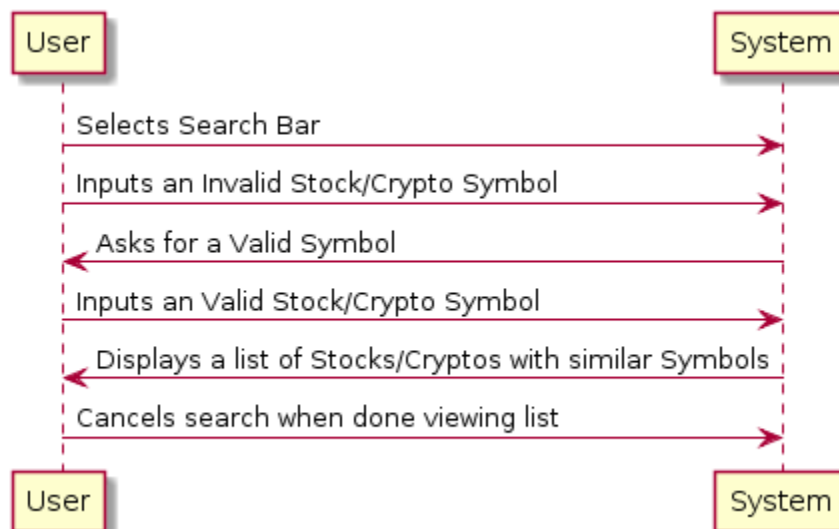 User
System
Selects Search Bar
Inputs an Invalid Stock/Crypto Symbol
Asks for a Valid Symbol
Inputs an Valid Stock/Crypto Symbol
Displays a list of Stocks/Cryptos with similar Symbols
Cancels search when done viewing list
User
System